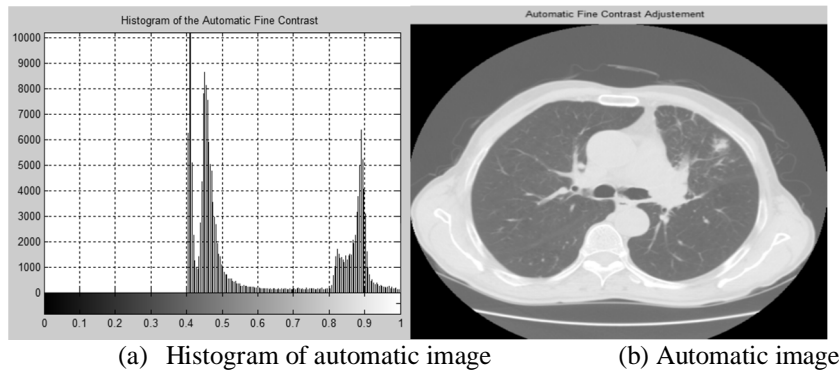 Histogram of the Automatic Fine Contrast
10000
9000
8000
7000
6000
5000
4000
3000
2000
1000
0
0 0.1 0.2 0.3 0.4 0.5 0.6 0.7 0.8 0.9 1
Automatic Fine Contrast Adjustement
(a) Histogram of automatic image
(b) Automatic image